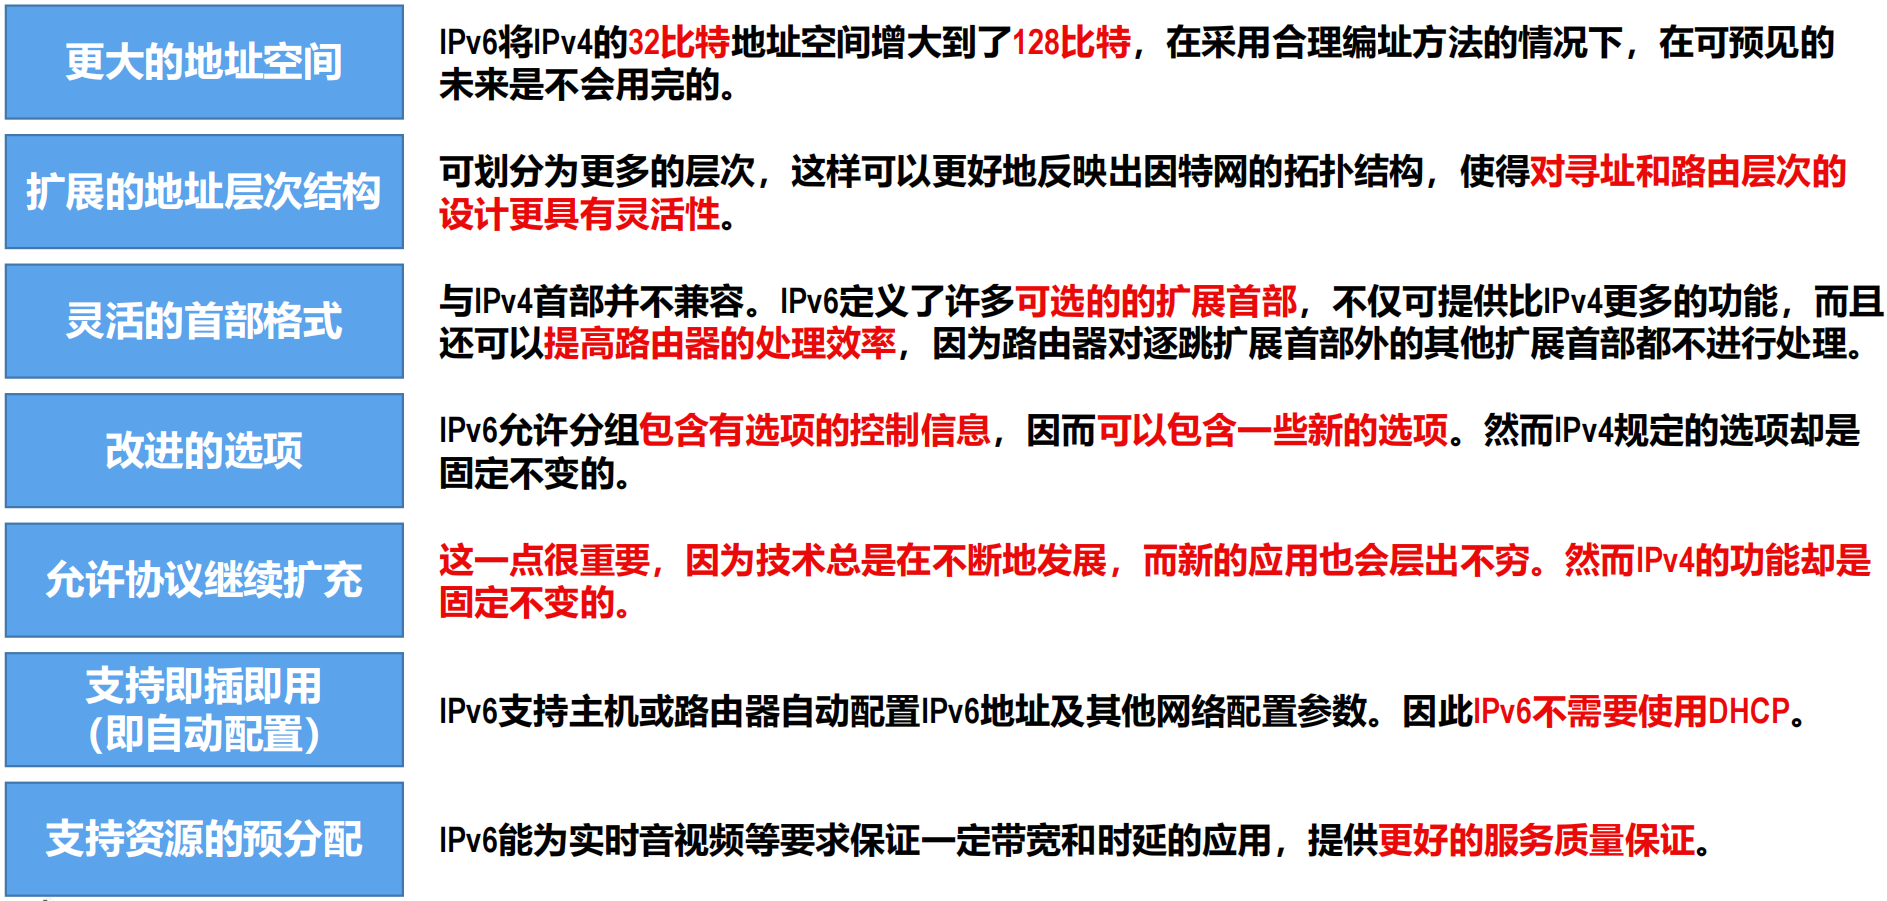 更大的地址空间
IPv6将IPv4的32比特地址空间增大到了128比特，在采用合理编址方法的情况下，在可预见的
未来是不会用完的。
扩展的地址层次结构
可划分为更多的层次，这样可以更好地反映出因特网的拓扑结构，使得对寻址和路由层次的
设计更具有灵活性。
灵活的首部格式
与IPv4首部并不兼容。IPv6定义了许多可选的的扩展首部，不仅可提供比IPv4更多的功能，而且
还可以提高路由器的处理效率，因为路由器对逐跳扩展首部外的其他扩展首部都不进行处理。
改进的选项
IPv6允许分组包含有选项的控制信息，因而可以包含一些新的选项。然而IPv4规定的选项却是
固定不变的。
允许协议继续扩充
这一点很重要，因为技术总是在不断地发展，而新的应用也会层出不穷。然而IPv4的功能却是
固定不变的。
支持即插即用
（即自动配置）
IPv6支持主机或路由器自动配置IPv6地址及其他网络配置参数。因此IPv6不需要使用DHCP。
支持资源的预分配
IPv6能为实时音视频等要求保证一定带宽和时延的应用，提供更好的服务质量保证。